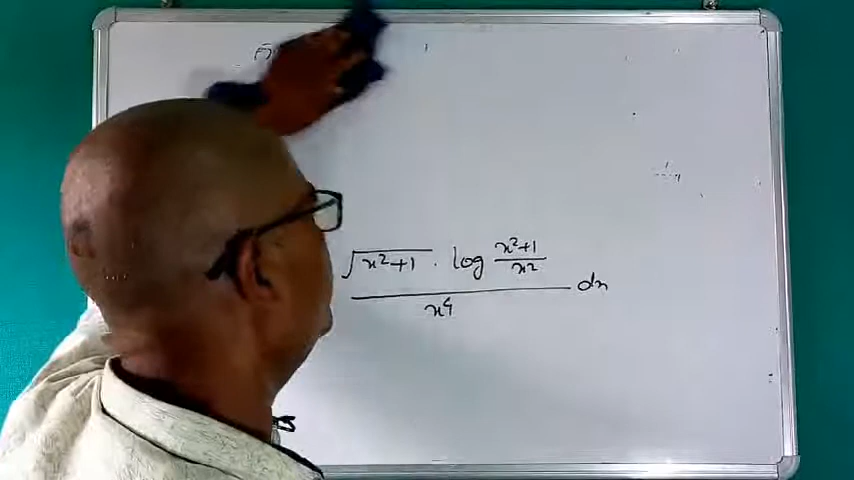 √x²+1 . log x²+1/x²
x⁴
dx